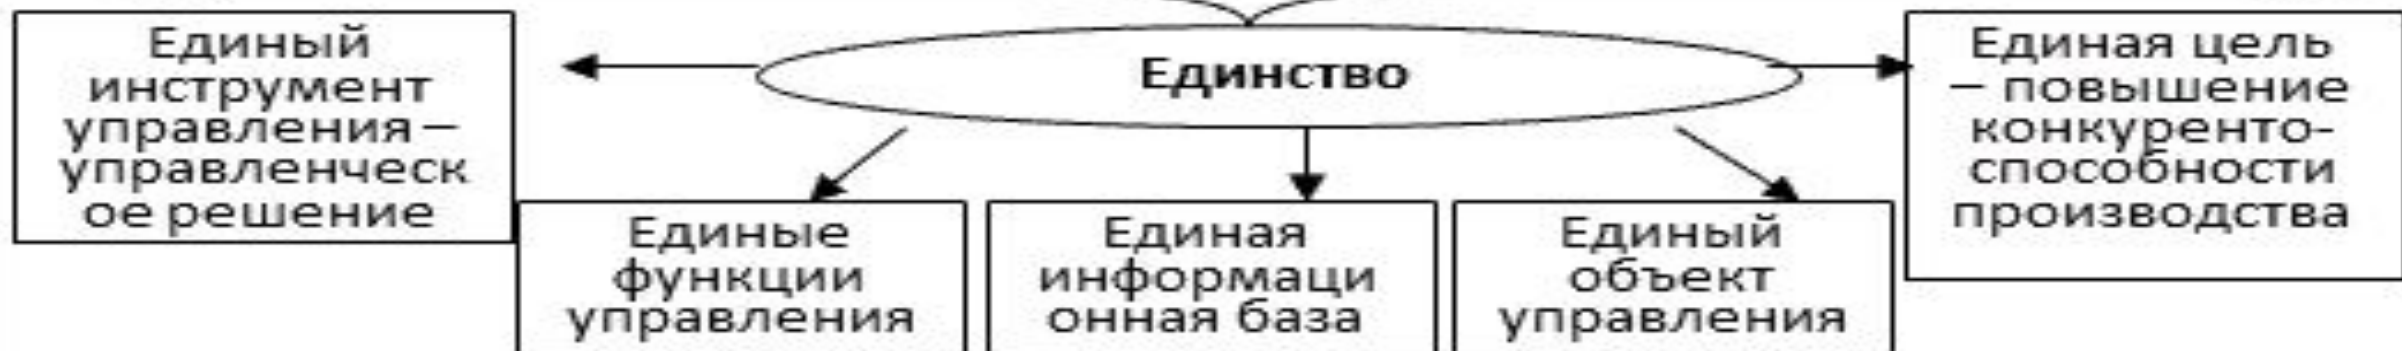 Единство
Единый
инструмент
управления –
управленческ
ое решение
Единые
функции
управления
Единая
информаци
онная база
Единый
объект
управления
Единая цель
– повышение
конкуренто-
способности
производства